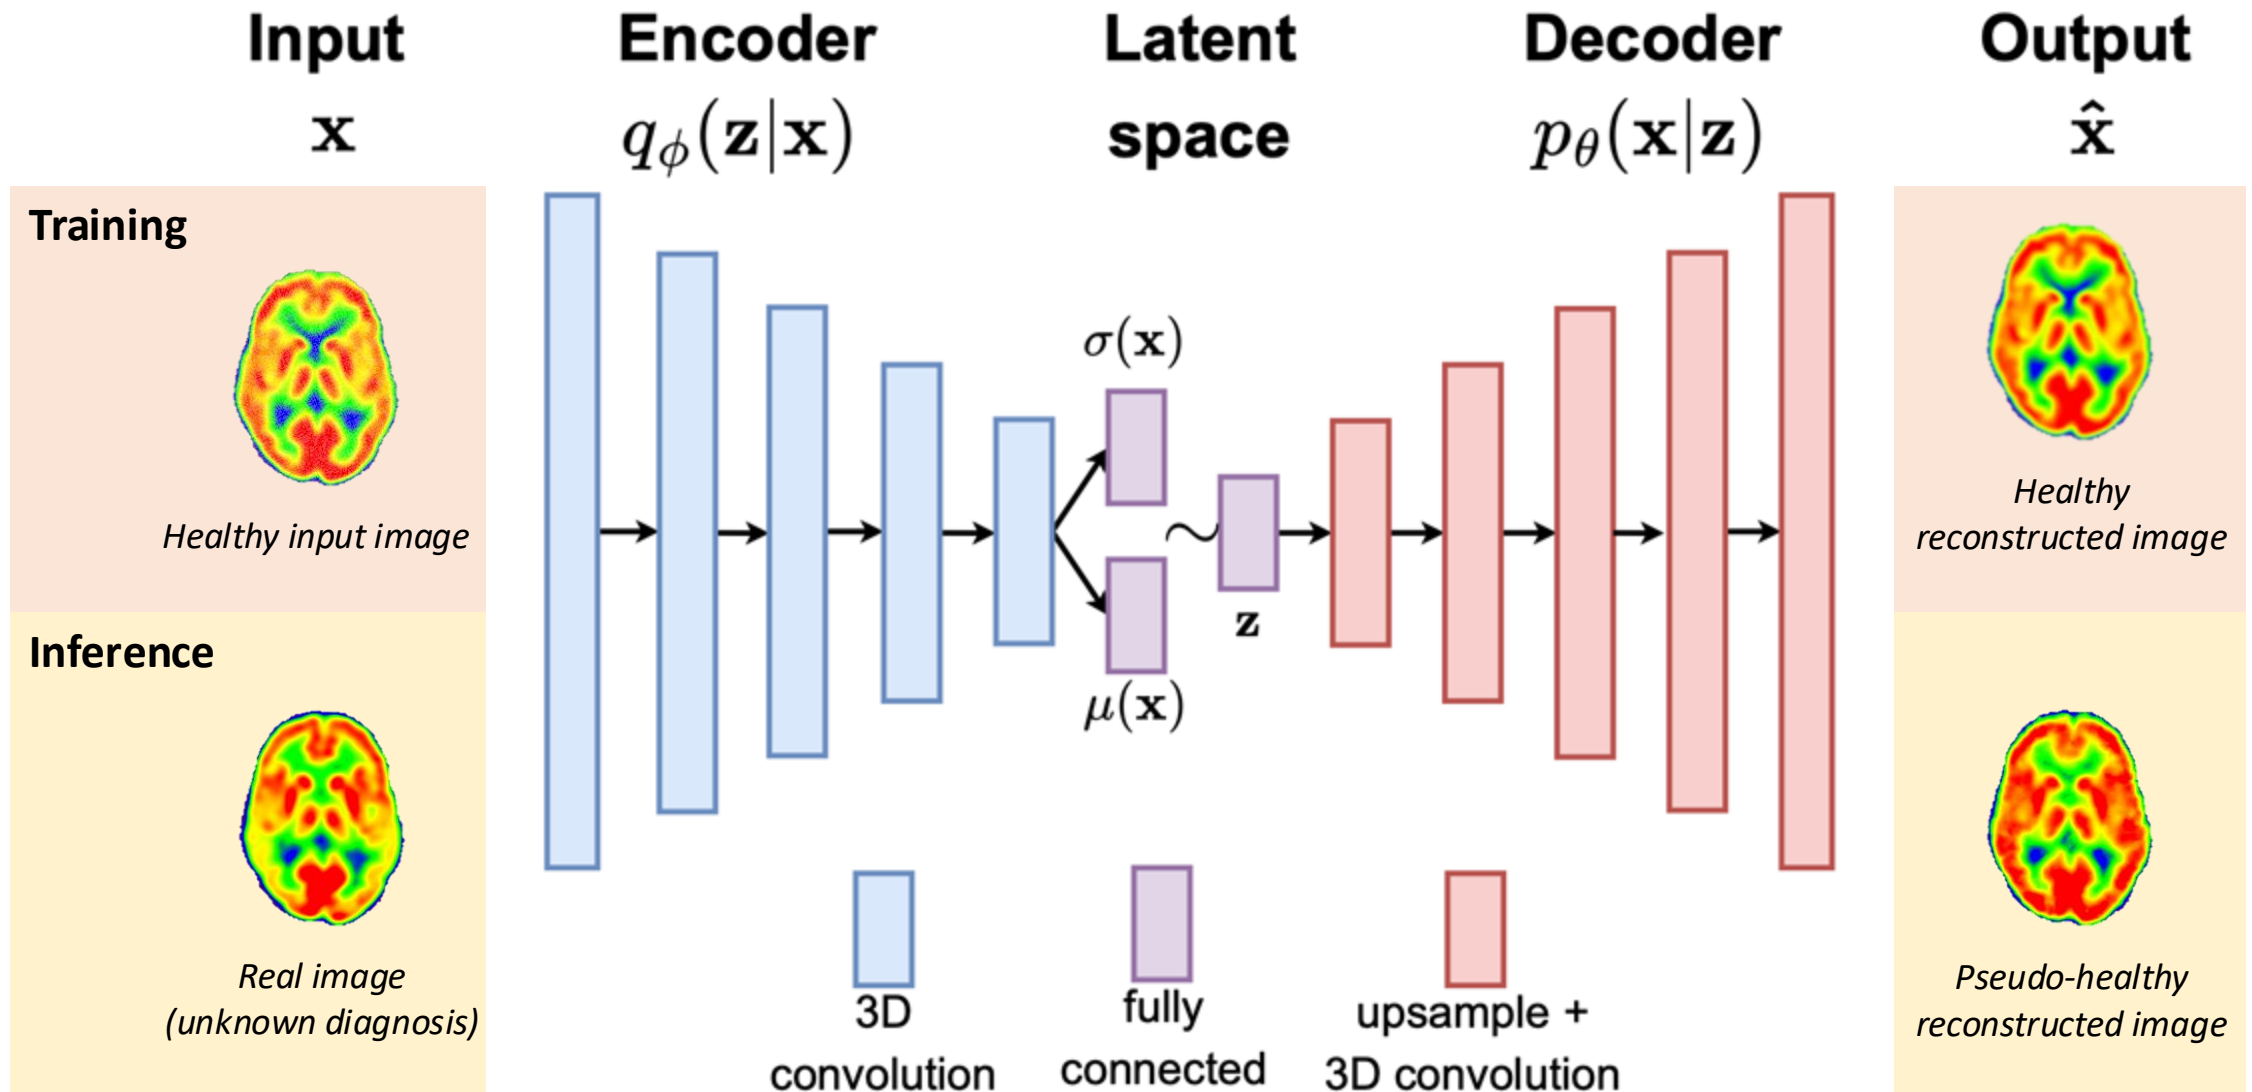 Input
x
Encoder
qϕ(z|x)
Latent
space
Decoder
pθ(x|z)
Output
x̂
Training
Healthy input image
Inference
Real image
(unknown diagnosis)
σ(x)
μ(x)
∼
z
3D
convolution
fully
connected
upsample +
3D convolution
Healthy
reconstructed image
Pseudo-healthy
reconstructed image